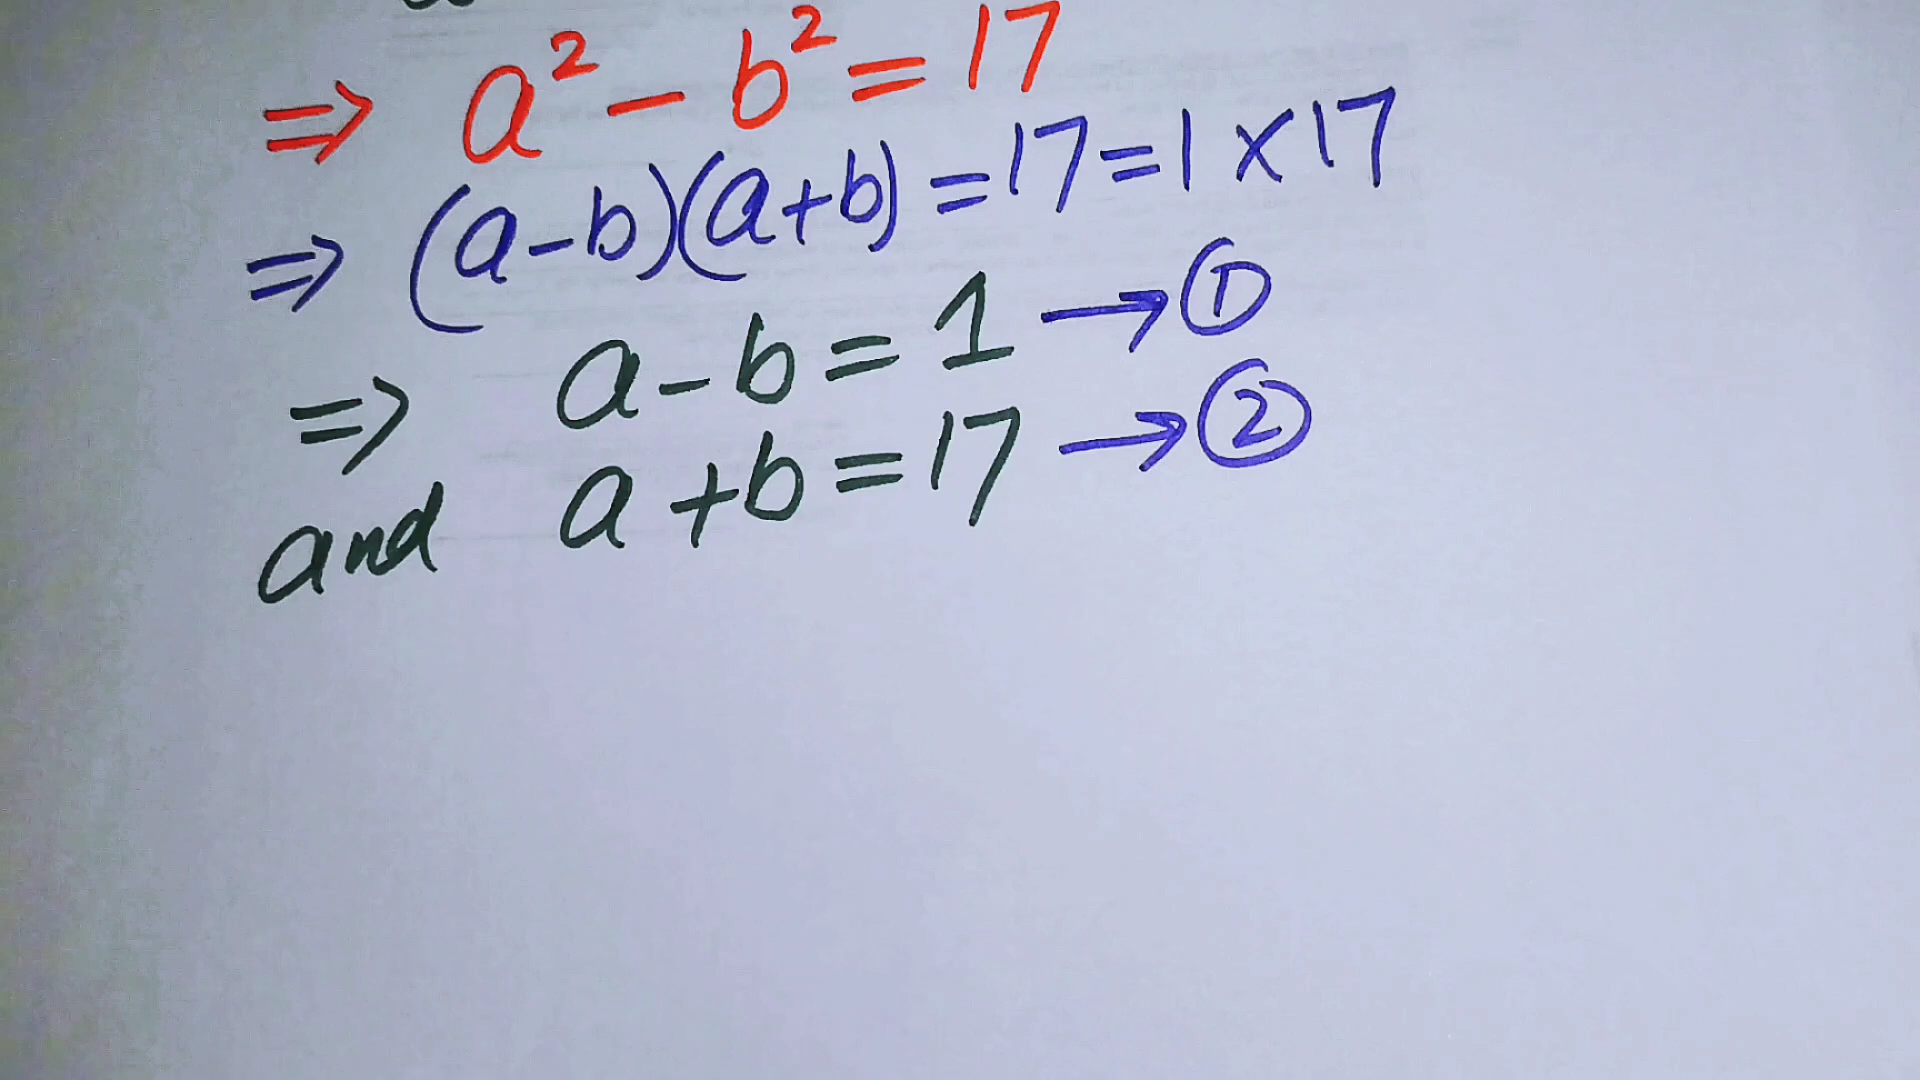 ⇒ a² - b² = 17
⇒ (a-b)(a+b) = 17 = 1 × 17
⇒ a - b = 1 → ①
and a + b = 17 → ②